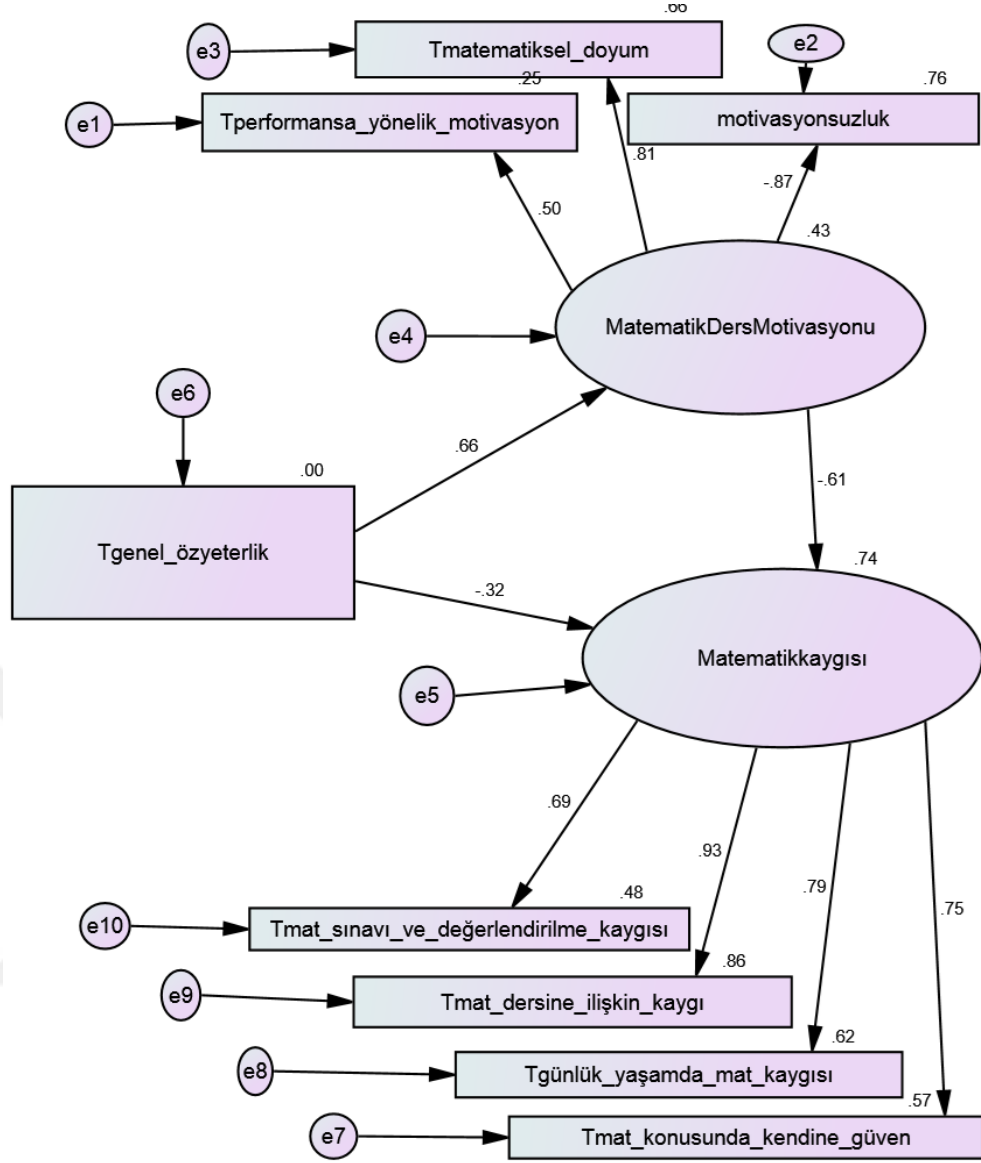 .66
e3
Tmatematiksel_doyum
e2
.25
.76
e1
Tperformansa_yönelik_motivasyon
motivasyonsuzluk
.81
-.87
.50
.43
e4
MatematikDersMotivasyonu
e6
.66
.00
-.61
Tgenel_özyeterlik
.74
-.32
Matematikkaygısı
e5
.69
.93
.79
.75
.48
e10
Tmat_sınavı_ve_değerlendirilme_kaygısı
.86
e9
Tmat_dersine_ilişkin_kaygı
.62
e8
Tgünlük_yaşamda_mat_kaygısı
.57
e7
Tmat_konusunda_kendine_güven